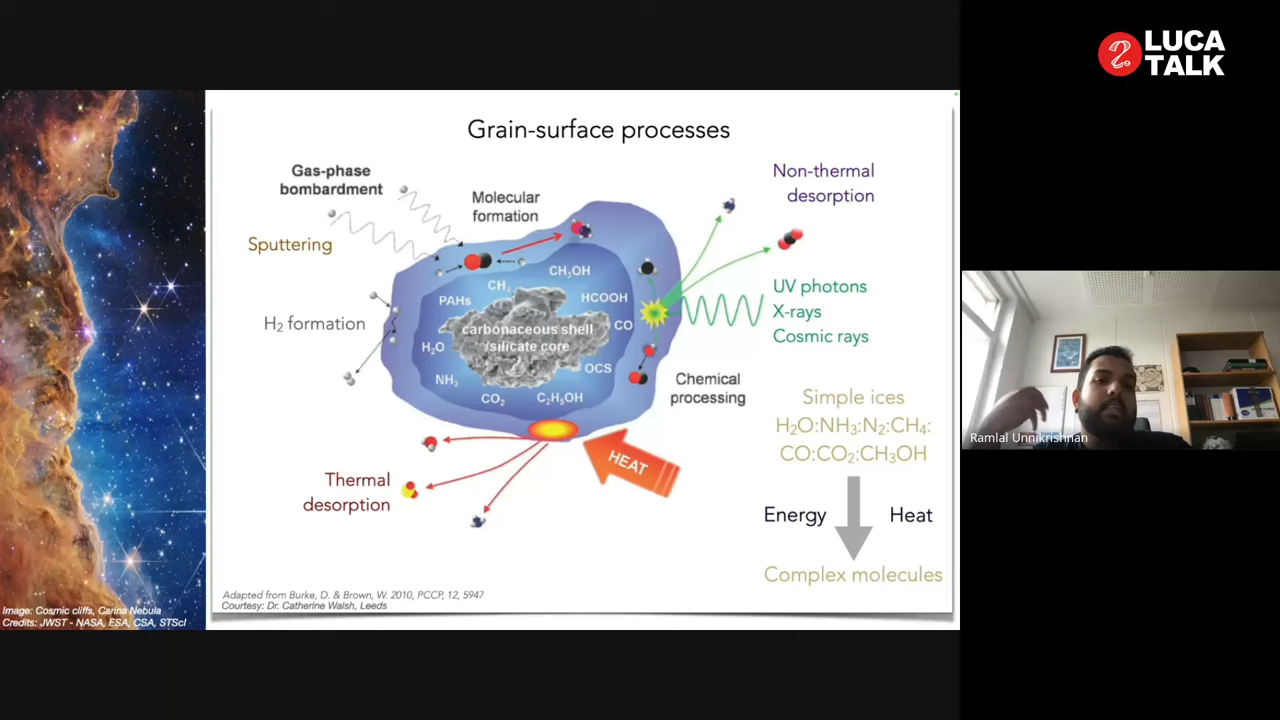 LUCA
TALK
Grain-surface processes
Gas-phase
bombardment
Molecular
formation
Non-thermal
desorption
Sputtering
CH₃OH
CH₄
HCOOH
PAHs
UV photons
X-rays
Cosmic rays
H₂ formation
carbonaceous shell
/silicate core
CO
H₂O
OCS
NH₃
CO₂
C₂H₅OH
Chemical
processing
Simple ices
H₂O:NH₃:N₂:CH₄:
CO:CO₂:CH₃OH
Ramlal Unnikrishnan
HEAT
Thermal
desorption
Energy
Heat
Complex molecules
Adapted from Burke, D. & Brown, W. 2010, PCCP, 12, 5947
Courtesy: Dr. Catherine Walsh, Leeds
Image: Cosmic cliffs, Carina Nebula
Credits: JWST - NASA, ESA, CSA, STScI